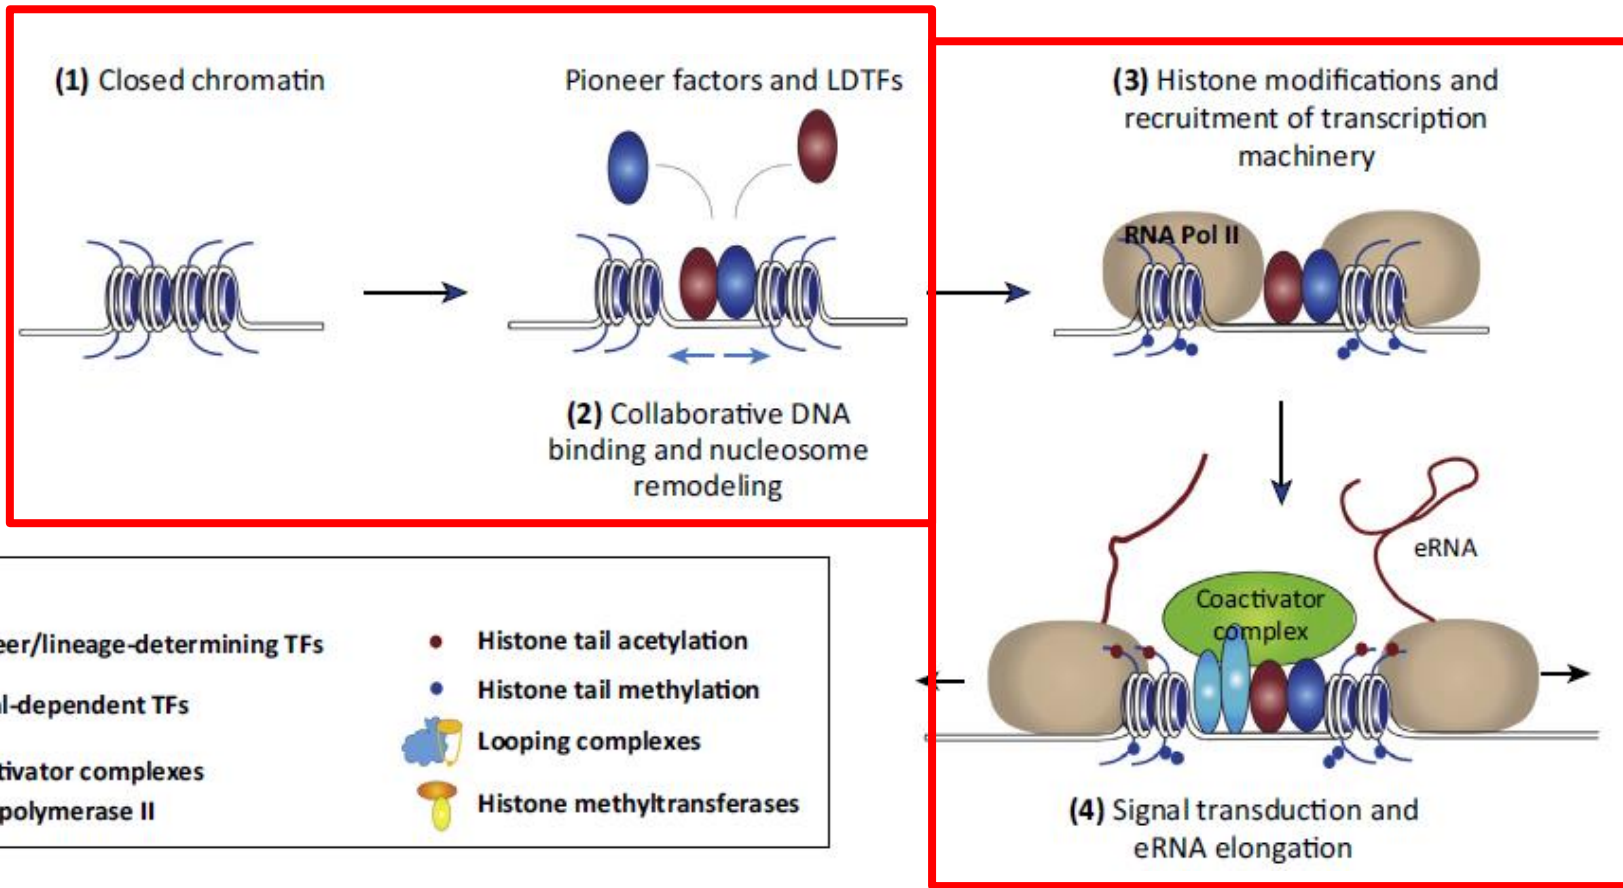 (1) Closed chromatin
Pioneer factors and LDTFs
(2) Collaborative DNA
binding and nucleosome
remodeling
(3) Histone modifications and
recruitment of transcription
machinery
RNA Pol II
eRNA
Coactivator
complex
(4) Signal transduction and
eRNA elongation
eer/lineage-determining TFs
l-dependent TFs
tivator complexes
polymerase II
Histone tail acetylation
Histone tail methylation
Looping complexes
Histone methyltransferases